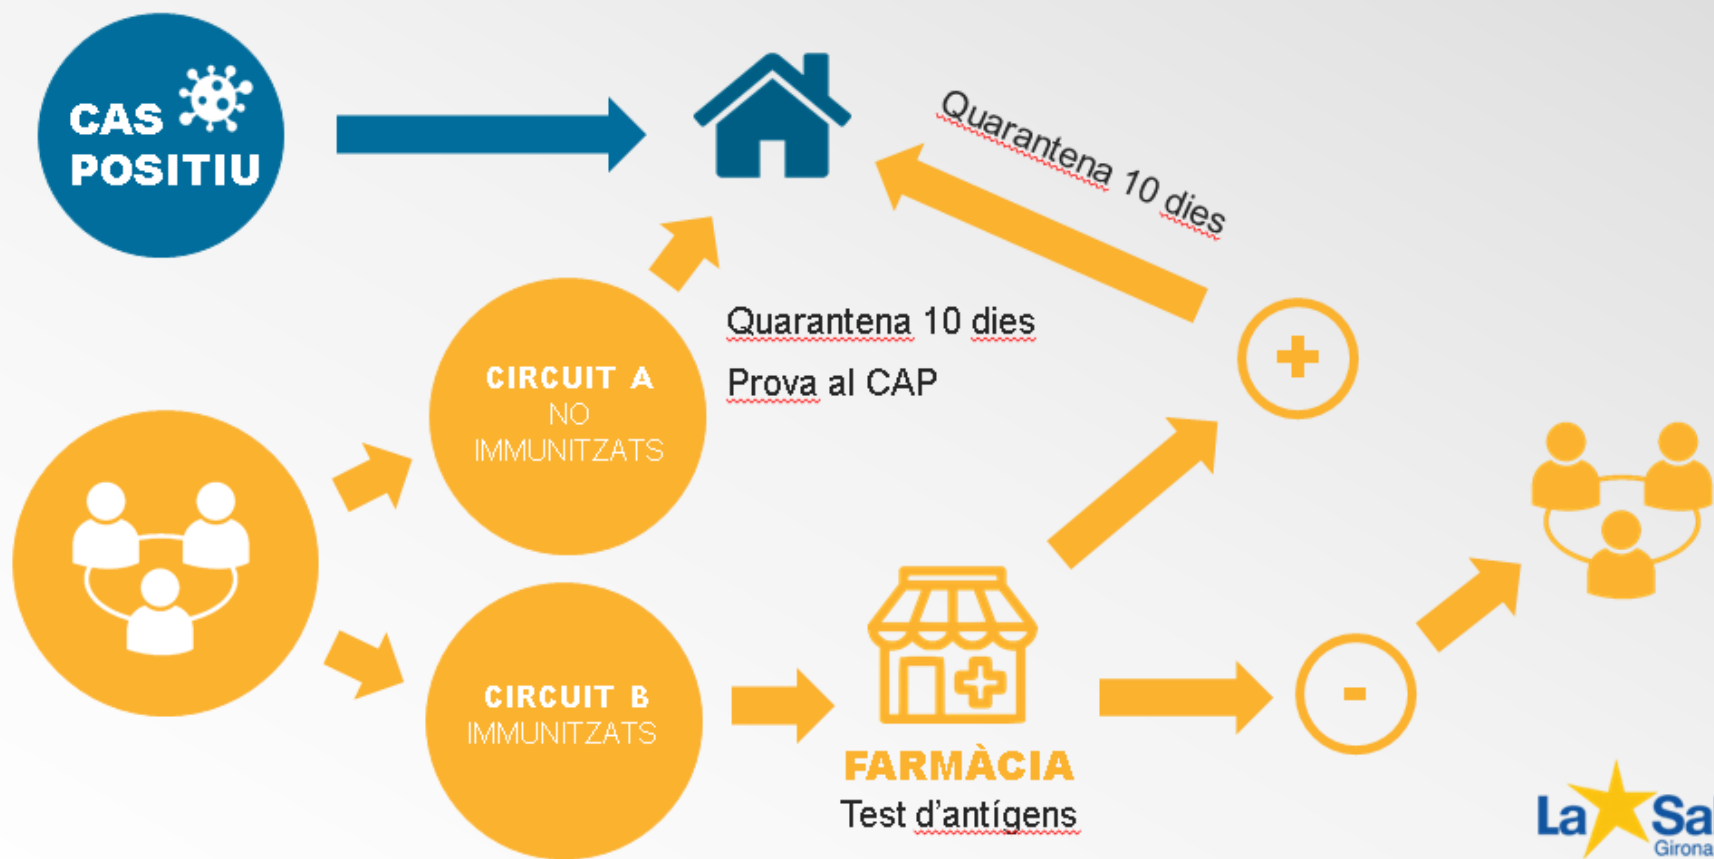 CAS
POSITIU
Quarantena 10 dies
CIRCUIT A
NO
IMMUNITZATS
Quarantena 10 dies
Prova al CAP
+
CIRCUIT B
IMMUNITZATS
-
FARMÀCIA
Test d'antígens
La Sal
Girona